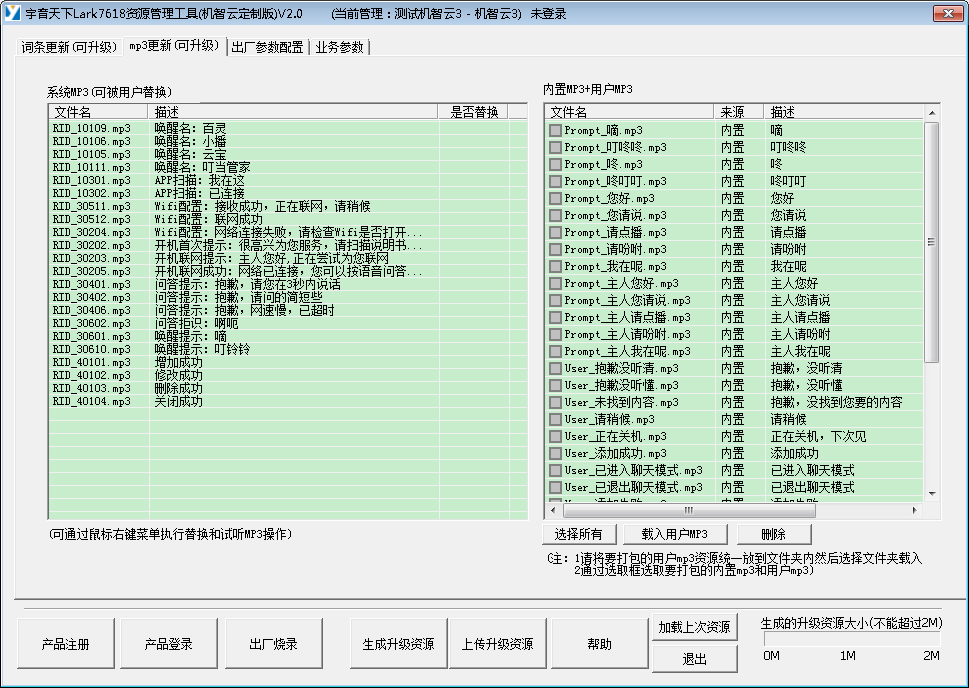 宇音天下Lark7618资源管理工具(机智云定制版)V2.0 (当前管理：测试机智云3 - 机智云3) 未登录
词条更新(可升级) mp3更新(可升级) 出厂参数配置 业务参数
系统MP3(可被用户替换)
文件名 描述 是否替换
RID_10109.mp3 唤醒名：百灵
RID_10106.mp3 唤醒名：小播
RID_10105.mp3 唤醒名：云宝
RID_10111.mp3 唤醒名：叮当管家
RID_10301.mp3 APP扫描：我在这
RID_10302.mp3 APP扫描：已连接
RID_30511.mp3 Wifi配置：接收成功，正在联网，请稍候
RID_30512.mp3 Wifi配置：联网成功
RID_30204.mp3 Wifi配置：网络连接失败，请检查Wifi是否打开...
RID_30202.mp3 开机首次提示：很高兴为您服务，请扫描说明书...
RID_30203.mp3 开机联网提示：主人您好,正在尝试为您联网
RID_30205.mp3 开机联网成功：网络已连接，您可以按语音问答...
RID_30401.mp3 问答提示：抱歉，请您在3秒内说话
RID_30402.mp3 问答提示：抱歉，请问的简短些
RID_30406.mp3 问答提示：抱歉，网速慢，已超时
RID_30602.mp3 问答拒识：啊呃
RID_30601.mp3 唤醒提示：嘀
RID_30610.mp3 唤醒提示：叮铃铃
RID_40101.mp3 增加成功
RID_40102.mp3 修改成功
RID_40103.mp3 删除成功
RID_40104.mp3 关闭成功
(可通过鼠标右键菜单执行替换和试听MP3操作)
内置MP3+用户MP3
文件名 来源 描述
Prompt_嘀.mp3 内置 嘀
Prompt_叮咚咚.mp3 内置 叮咚咚
Prompt_咚.mp3 内置 咚
Prompt_咚叮叮.mp3 内置 咚叮叮
Prompt_您好.mp3 内置 您好
Prompt_您请说.mp3 内置 您请说
Prompt_请点播.mp3 内置 请点播
Prompt_请吩咐.mp3 内置 请吩咐
Prompt_我在呢.mp3 内置 我在呢
Prompt_主人您好.mp3 内置 主人您好
Prompt_主人您请说.mp3 内置 主人您请说
Prompt_主人请点播.mp3 内置 主人请点播
Prompt_主人请吩咐.mp3 内置 主人请吩咐
Prompt_主人我在呢.mp3 内置 主人我在呢
User_抱歉没听清.mp3 内置 抱歉，没听清
User_抱歉没听懂.mp3 内置 抱歉，没听懂
User_未找到内容.mp3 内置 抱歉，没找到您要的内容
User_请稍候.mp3 内置 请稍候
User_正在关机.mp3 内置 正在关机，下次见
User_添加成功.mp3 内置 添加成功
User_已进入聊天模式.mp3 内置 已进入聊天模式
User_已退出聊天模式.mp3 内置 已退出聊天模式
选择所有 载入用户MP3 删除
(注：1请将要打包的用户mp3资源统一放到文件夹内然后选择文件夹载入
2通过选取框选取要打包的内置mp3和用户mp3)
产品注册 产品登录 出厂烧录 生成升级资源 上传升级资源 帮助
加载上次资源
退出
生成的升级资源大小(不能超过2M)
0M 1M 2M